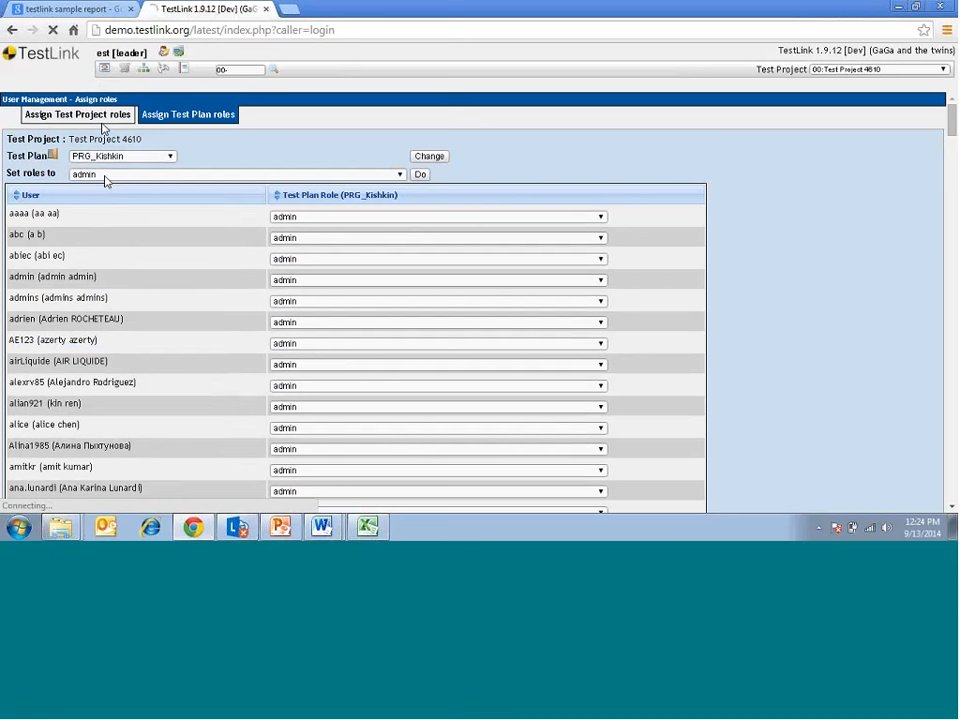 testlink sample report - G
TestLink 1.9.12 [Dev] (GaG
demo.testlink.org/latest/index.php?caller=login
TestLink
est [leader]
TestLink 1.9.12 [Dev] (GaGa and the twins)
00-
Test Project 00:Test Project 4610
User Management - Assign roles
Assign Test Project roles Assign Test Plan roles
Test Project : Test Project 4610
Test Plan PRG_Kishkin Change
Set roles to admin Do
User Test Plan Role (PRG_Kishkin)
aaaa (aa aa) admin
abc (a b) admin
abiec (abi ec) admin
admin (admin admin) admin
admins (admins admins) admin
adrien (Adrien ROCHETEAU) admin
AE123 (azerty azerty) admin
airLiquide (AIR LIQUIDE) admin
alexrv85 (Alejandro Rodriguez) admin
alian921 (kin ren) admin
alice (alice chen) admin
Alina1985 (Алина Пыхтунова) admin
amitkr (amit kumar) admin
ana.lunardi (Ana Karina Lunardi) admin
Connecting...
12:24 PM
9/13/2014